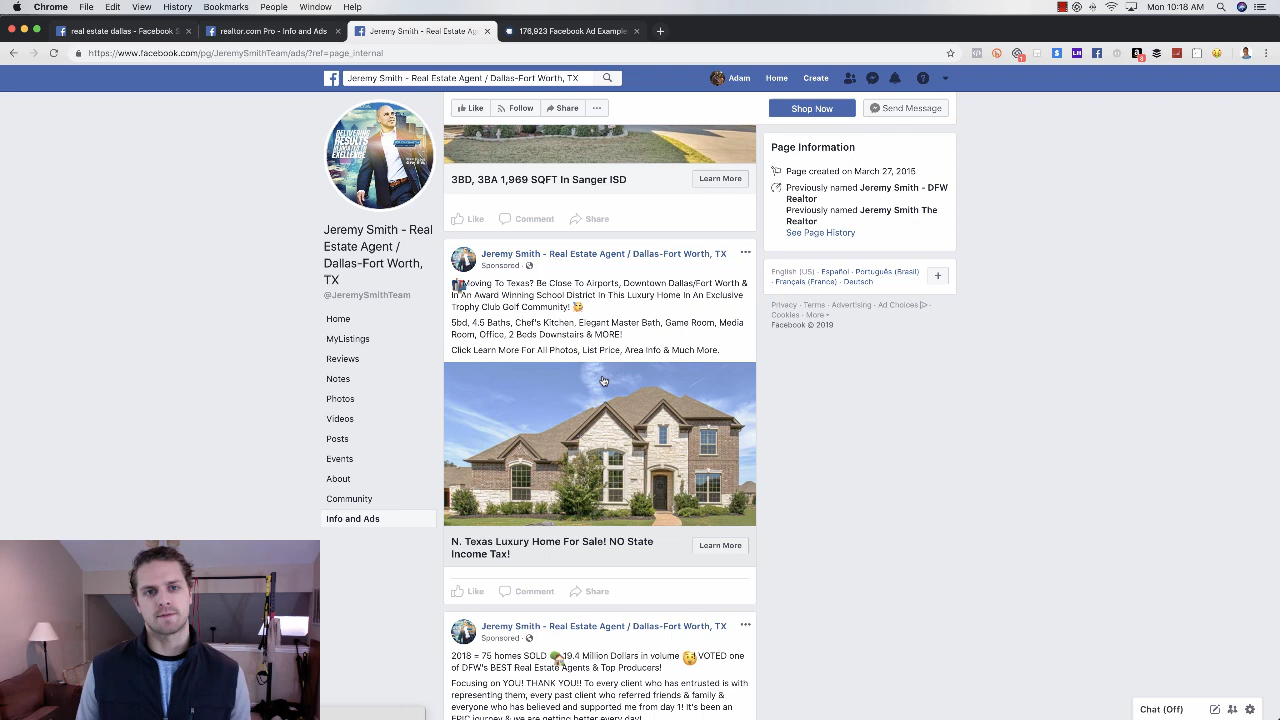 Chrome File Edit View History Bookmarks People Window Help
Mon 10:18 AM
real estate dallas - Facebook S
realtor.com Pro - Info and Ads
Jeremy Smith - Real Estate Ag
176,923 Facebook Ad Example
https://www.facebook.com/pg/JeremySmithTeam/ads/?ref=page_internal
Jeremy Smith - Real Estate Agent / Dallas-Fort Worth, TX
Adam Home Create
Like Follow Share
Shop Now Send Message
DELIVERING
RESULTS
EXCELLENCE
Jeremy Smith - Real
Estate Agent /
Dallas-Fort Worth,
TX
@JeremySmithTeam
Home
MyListings
Reviews
Notes
Photos
Videos
Posts
Events
About
Community
Info and Ads
3BD, 3BA 1,969 SQFT In Sanger ISD
Learn More
Like Comment Share
Jeremy Smith - Real Estate Agent / Dallas-Fort Worth, TX
Sponsored ·
Moving To Texas? Be Close To Airports, Downtown Dallas/Fort Worth &
In An Award Winning School District In This Luxury Home In An Exclusive
Trophy Club Golf Community!
5bd, 4.5 Baths, Chef's Kitchen, Elegant Master Bath, Game Room, Media
Room, Office, 2 Beds Downstairs & MORE!
Click Learn More For All Photos, List Price, Area Info & Much More.
N. Texas Luxury Home For Sale! NO State
Income Tax!
Learn More
Like Comment Share
Jeremy Smith - Real Estate Agent / Dallas-Fort Worth, TX
Sponsored ·
2018 = 75 homes SOLD 19.4 Million Dollars in volume VOTED one
of DFW's BEST Real Estate Agents & Top Producers!
Focusing on YOU! THANK YOU!! To every client who has entrusted is with
representing them, every past client who referred friends & family &
everyone who has believed and supported me from day 1! It's been an
EPIC journey & we are getting better every day!
Page Information
Page created on March 27, 2015
Previously named Jeremy Smith - DFW
Realtor
Previously named Jeremy Smith The
Realtor
See Page History
English (US) · Español · Português (Brasil)
· Français (France) · Deutsch
Privacy · Terms · Advertising · Ad Choices ·
Cookies · More
Facebook © 2019
Chat (Off)